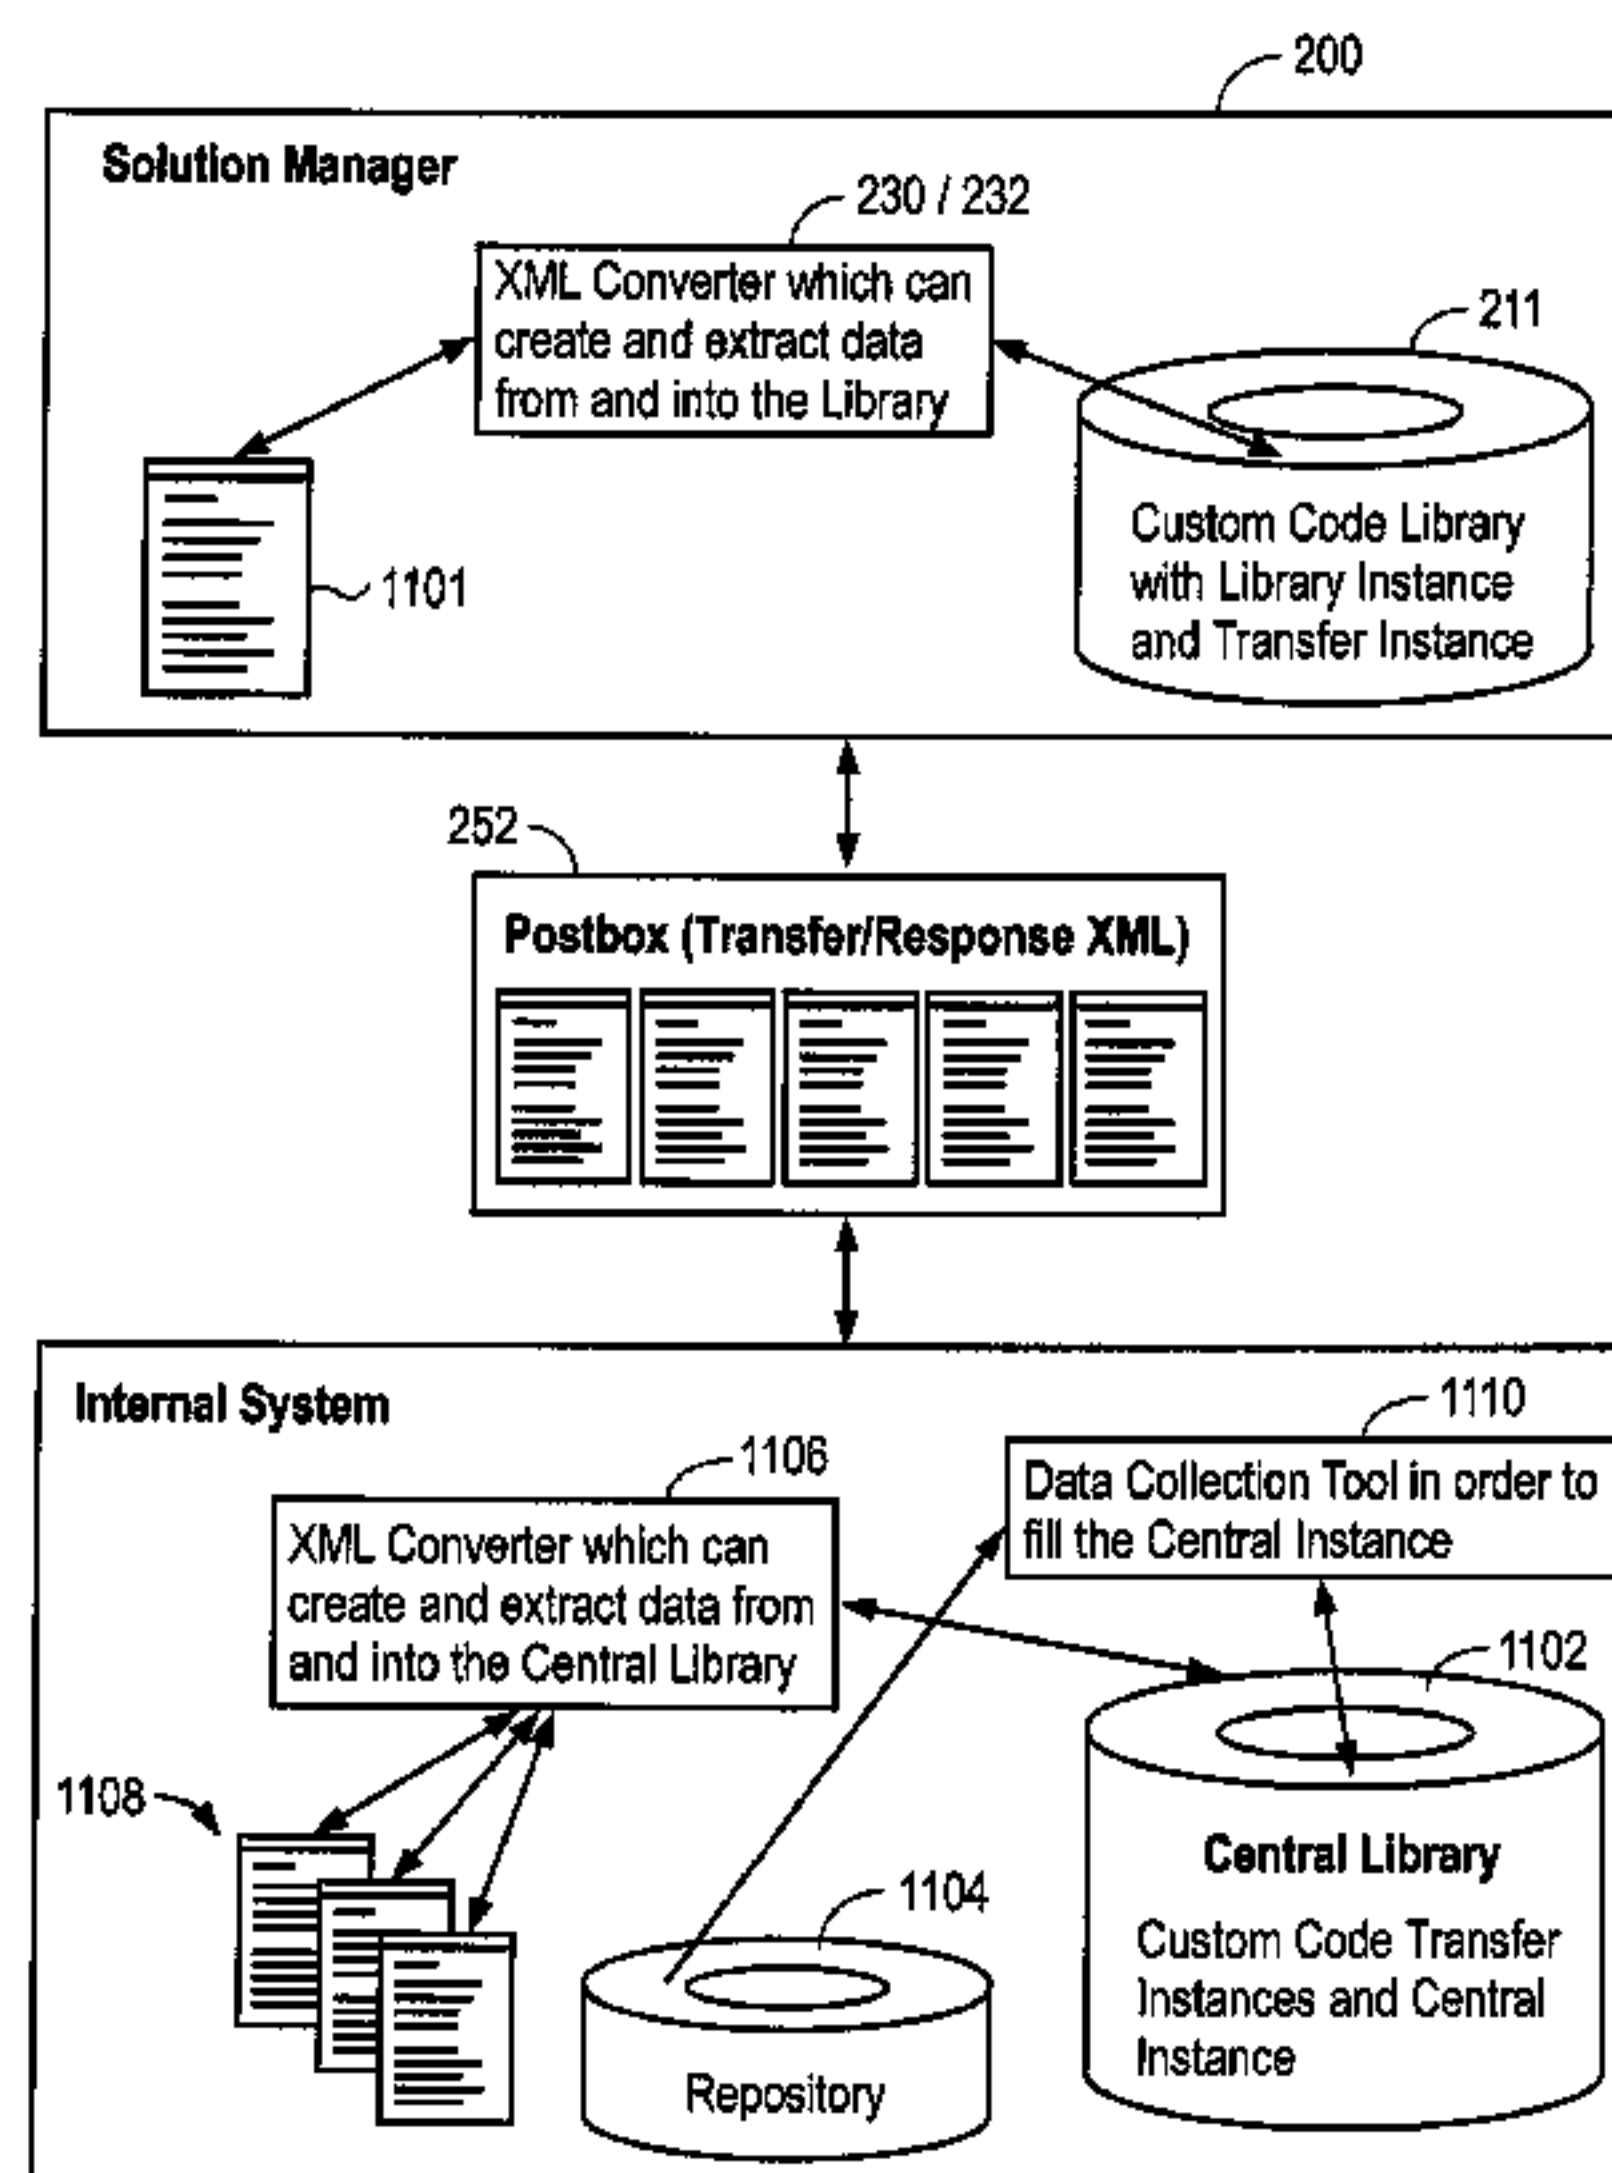 200
Solution Manager
230 / 232
XML Converter which can
create and extract data
from and into the Library
211
Custom Code Library
with Library Instance
and Transfer Instance
1101
252
Postbox (Transfer/Response XML)
Internal System
1110
Data Collection Tool in order to
fill the Central Instance
1106
XML Converter which can
create and extract data from
and into the Central Library
1102
1108
Central Library
Custom Code Transfer
Instances and Central
Instance
1104
Repository